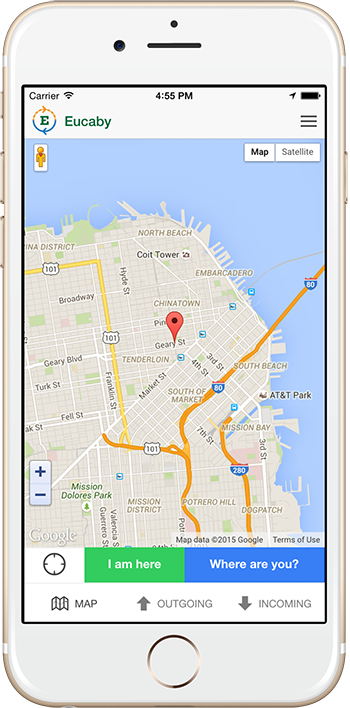 Carrier 4:55 PM
E Eucaby
Map Satellite
NORTH BEACH
Coit Tower
INA DISTRICT
101
Hyde St
EMBARCADERO
80
Broadway
CHINATOWN
Pine
Geary St
TENDERLOIN
3rd St
Geary Blvd
4th St
SOUTH BEACH
Turk St
Franklin St
Market St
80
SOUTH OF
MARKET
AT&T Park
Fell St
7th St
MISSION BAY
101
3rd St
280
+
−
Mission
Dolores Park
MISSION
DISTRICT
POTRERO HILL
DOGPATCH
Guerrero St
Valencia St
Google
Map data ©2015 Google Terms of Use
I am here Where are you?
MAP OUTGOING INCOMING